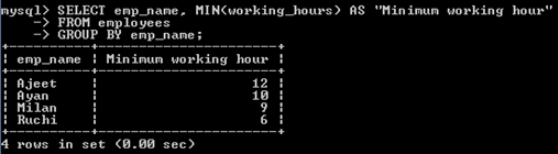 mysql> SELECT emp_name, MIN(working_hours) AS "Minimum working hour"
    -> FROM employees
    -> GROUP BY emp_name;
+----------+----------------------+
| emp_name | Minimum working hour |
+----------+----------------------+
| Ajeet    |                   12 |
| Ayan     |                   10 |
| Milan    |                    9 |
| Ruchi    |                    6 |
+----------+----------------------+
4 rows in set (0.00 sec)